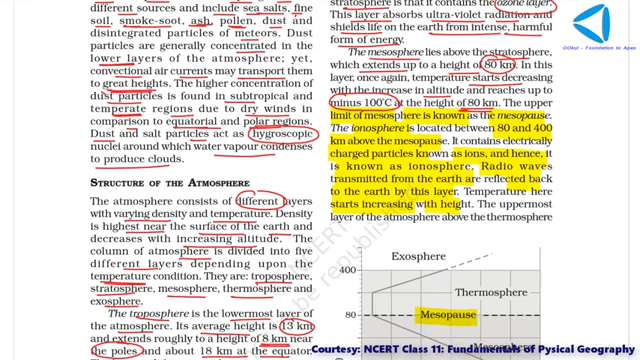 different sources and include sea salts, fine
soil, smoke-soot, ash, pollen, dust and
disintegrated particles of meteors. Dust
particles are generally concentrated in the
lower layers of the atmosphere; yet,
convectional air currents may transport them
to great heights. The higher concentration of
dust particles is found in subtropical and
temperate regions due to dry winds in
comparison to equatorial and polar regions.
Dust and salt particles act as hygroscopic
nuclei around which water vapour condenses
to produce clouds.
STRUCTURE OF THE ATMOSPHERE
The atmosphere consists of different layers
with varying density and temperature. Density
is highest near the surface of the earth and
decreases with increasing altitude. The
column of atmosphere is divided into five
different layers depending upon the
temperature condition. They are: troposphere,
stratosphere, mesosphere, thermosphere and
exosphere.
The troposphere is the lowermost layer of
the atmosphere. Its average height is 13 km
and extends roughly to a height of 8 km near
the poles and about 18 km at the equator.
stratosphere is that it contains the ozone layer.
This layer absorbs ultra-violet radiation and
shields life on the earth from intense, harmful
form of energy.
The mesosphere lies above the stratosphere,
which extends up to a height of 80 km. In this
layer, once again, temperature starts decreasing
with the increase in altitude and reaches up to
minus 100°C at the height of 80 km. The upper
limit of mesosphere is known as the mesopause.
The ionosphere is located between 80 and 400
km above the mesopause. It contains electrically
charged particles known as ions, and hence, it
is known as ionosphere. Radio waves
transmitted from the earth are reflected back
to the earth by this layer. Temperature here
starts increasing with height. The uppermost
layer of the atmosphere above the thermosphere
Exosphere
400
Thermosphere
80
Mesopause
Mesosphere
NCERT
be republished
GOKul - Foundation to Apex
Courtesy: NCERT Class 11: Fundamentals of Pysical Geography